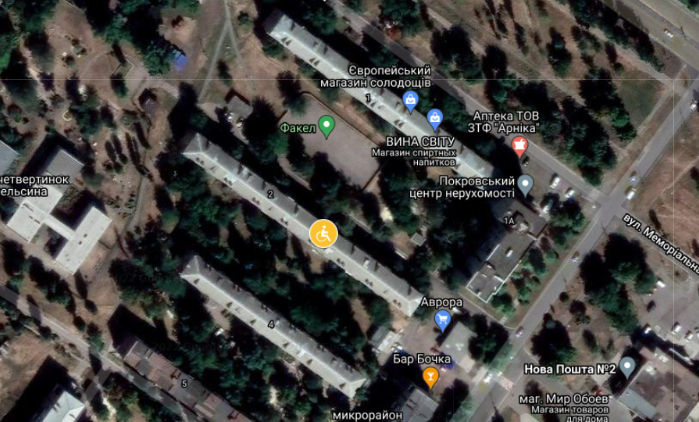 Європейський
магазин солодощів
1
Факел
Аптека ТОВ
ЗТФ "Арніка"
ВИНА СВІТУ
Магазин спиртных
напитков
четвертинок
ельсина
2
Покровський
центр нерухомості
1А
вул. Меморіальна
Аврора
4
Бар Бочка
5
Нова Пошта №2
маг. Мир Обоев
Магазин товаров
для дома
микрорайон